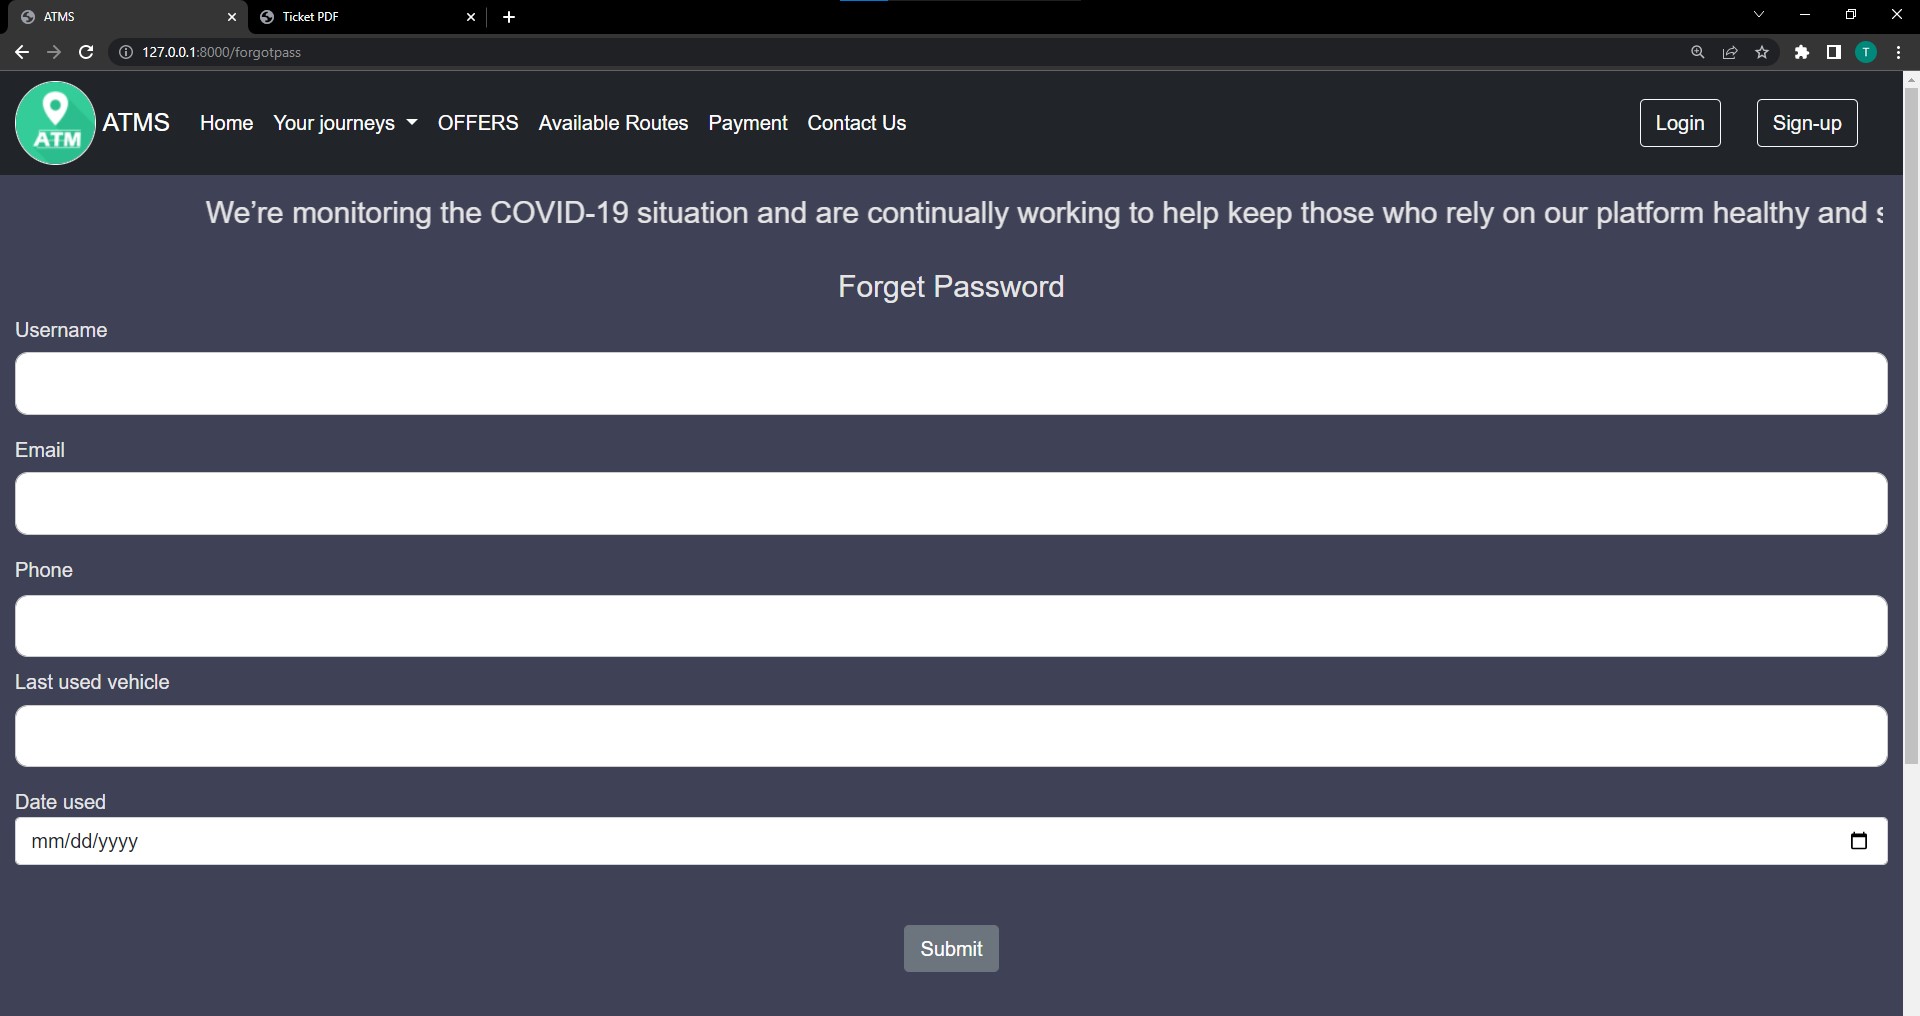 ATMS
Ticket PDF
127.0.0.1:8000/forgotpass
T
ATM
ATMS
Home
Your journeys
OFFERS
Available Routes
Payment
Contact Us
Login
Sign-up
We’re monitoring the COVID-19 situation and are continually working to help keep those who rely on our platform healthy and s
Forget Password
Username
Email
Phone
Last used vehicle
Date used
mm/dd/yyyy
Submit